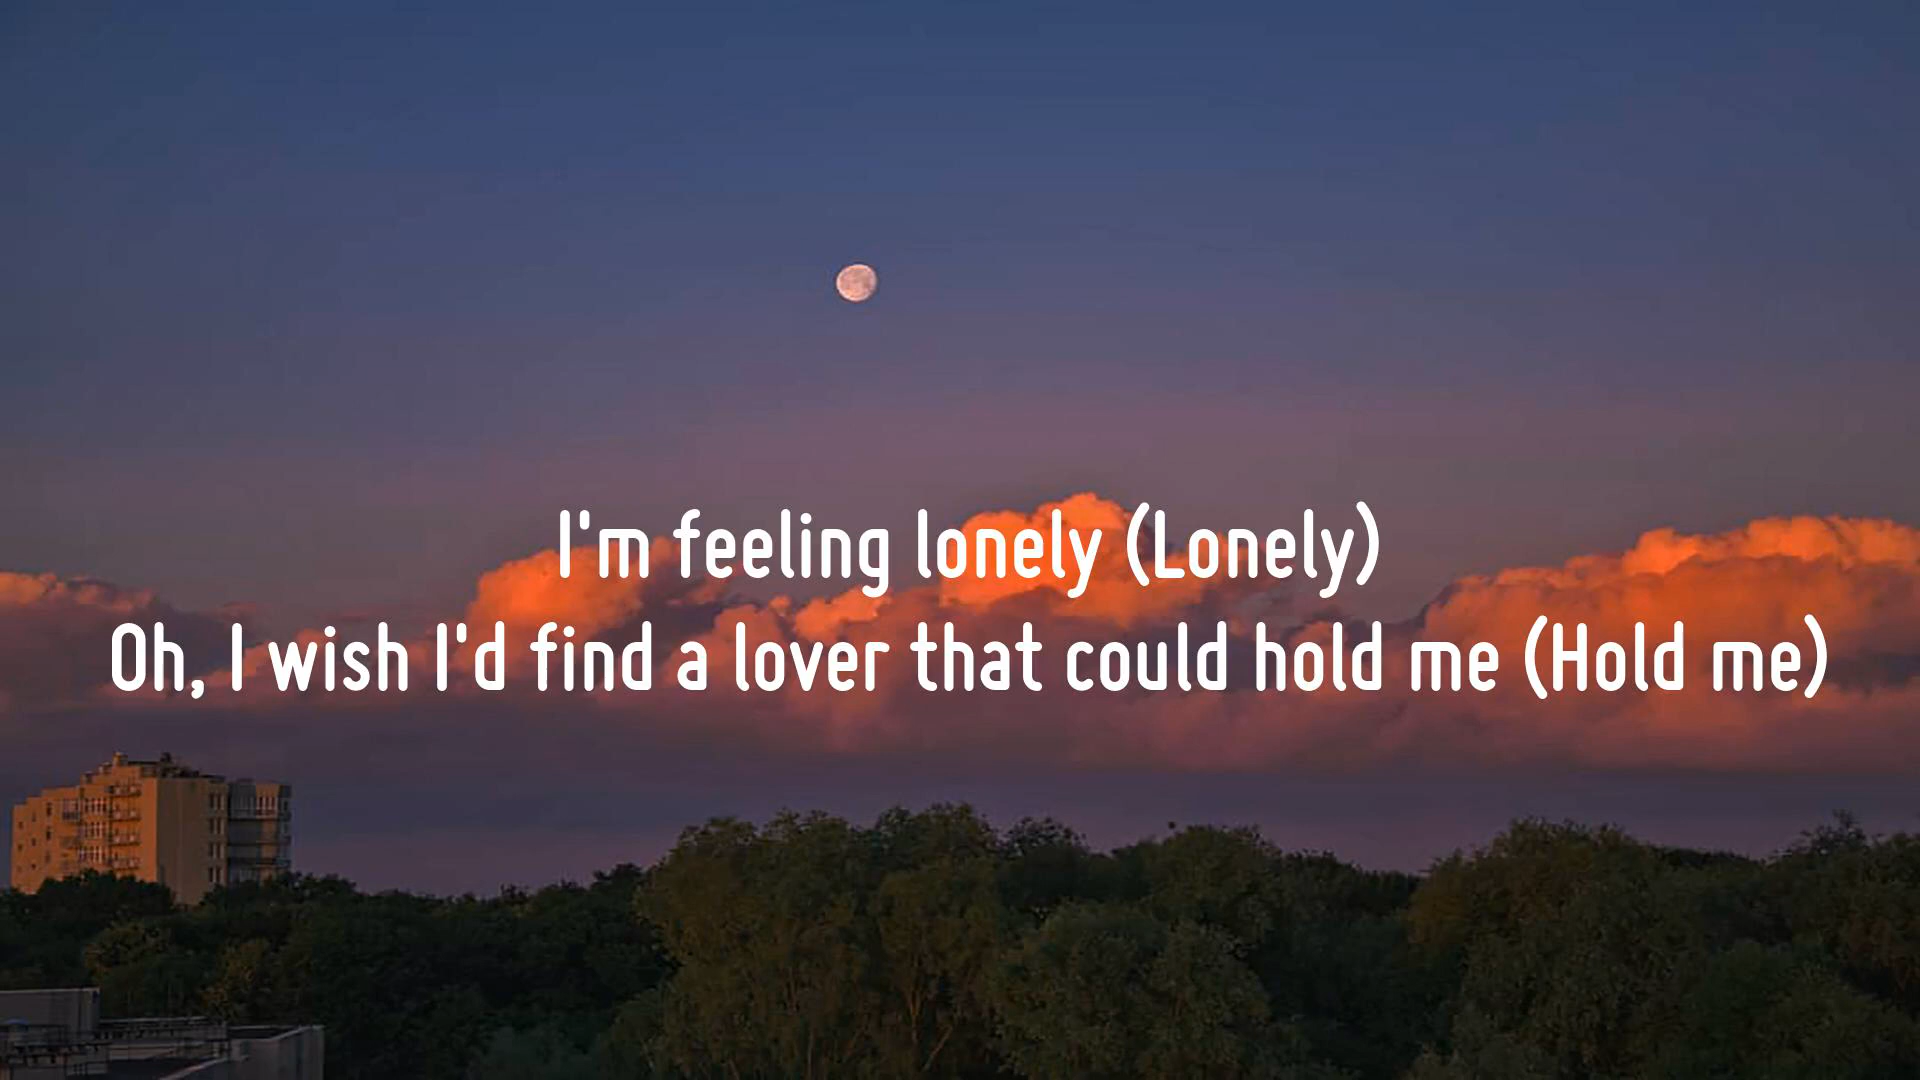 I'm feeling lonely (Lonely)
Oh, I wish I'd find a lover that could hold me (Hold me)